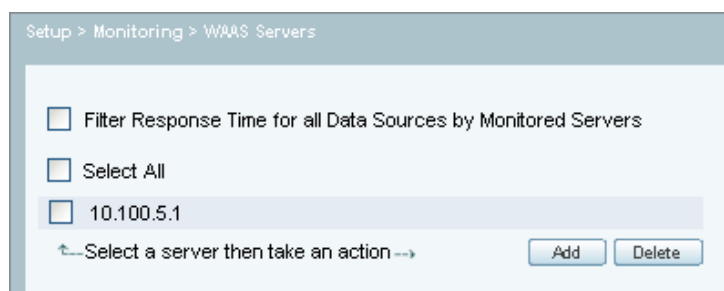 Setup > Monitoring > WAAS Servers
Filter Response Time for all Data Sources by Monitored Servers
Select All
10.100.5.1
Select a server then take an action
Add
Delete